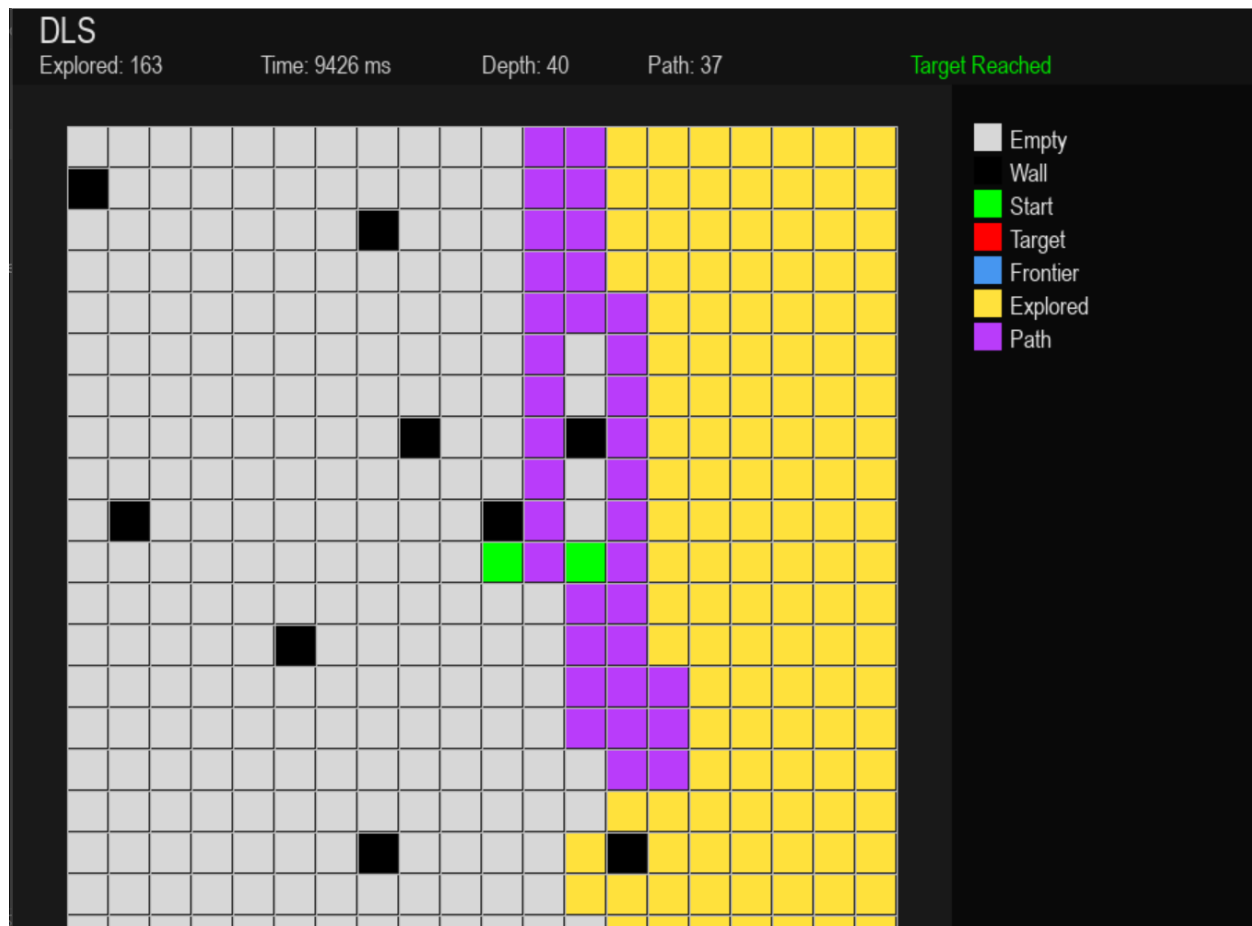 DLS
Explored: 163 Time: 9426 ms Depth: 40 Path: 37 Target Reached
Empty
Wall
Start
Target
Frontier
Explored
Path